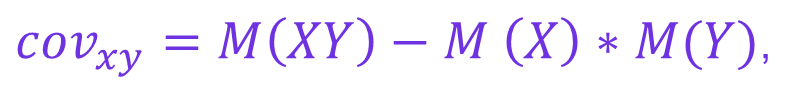 cov_xy = M(XY) − M (X) ∗ M(Y),